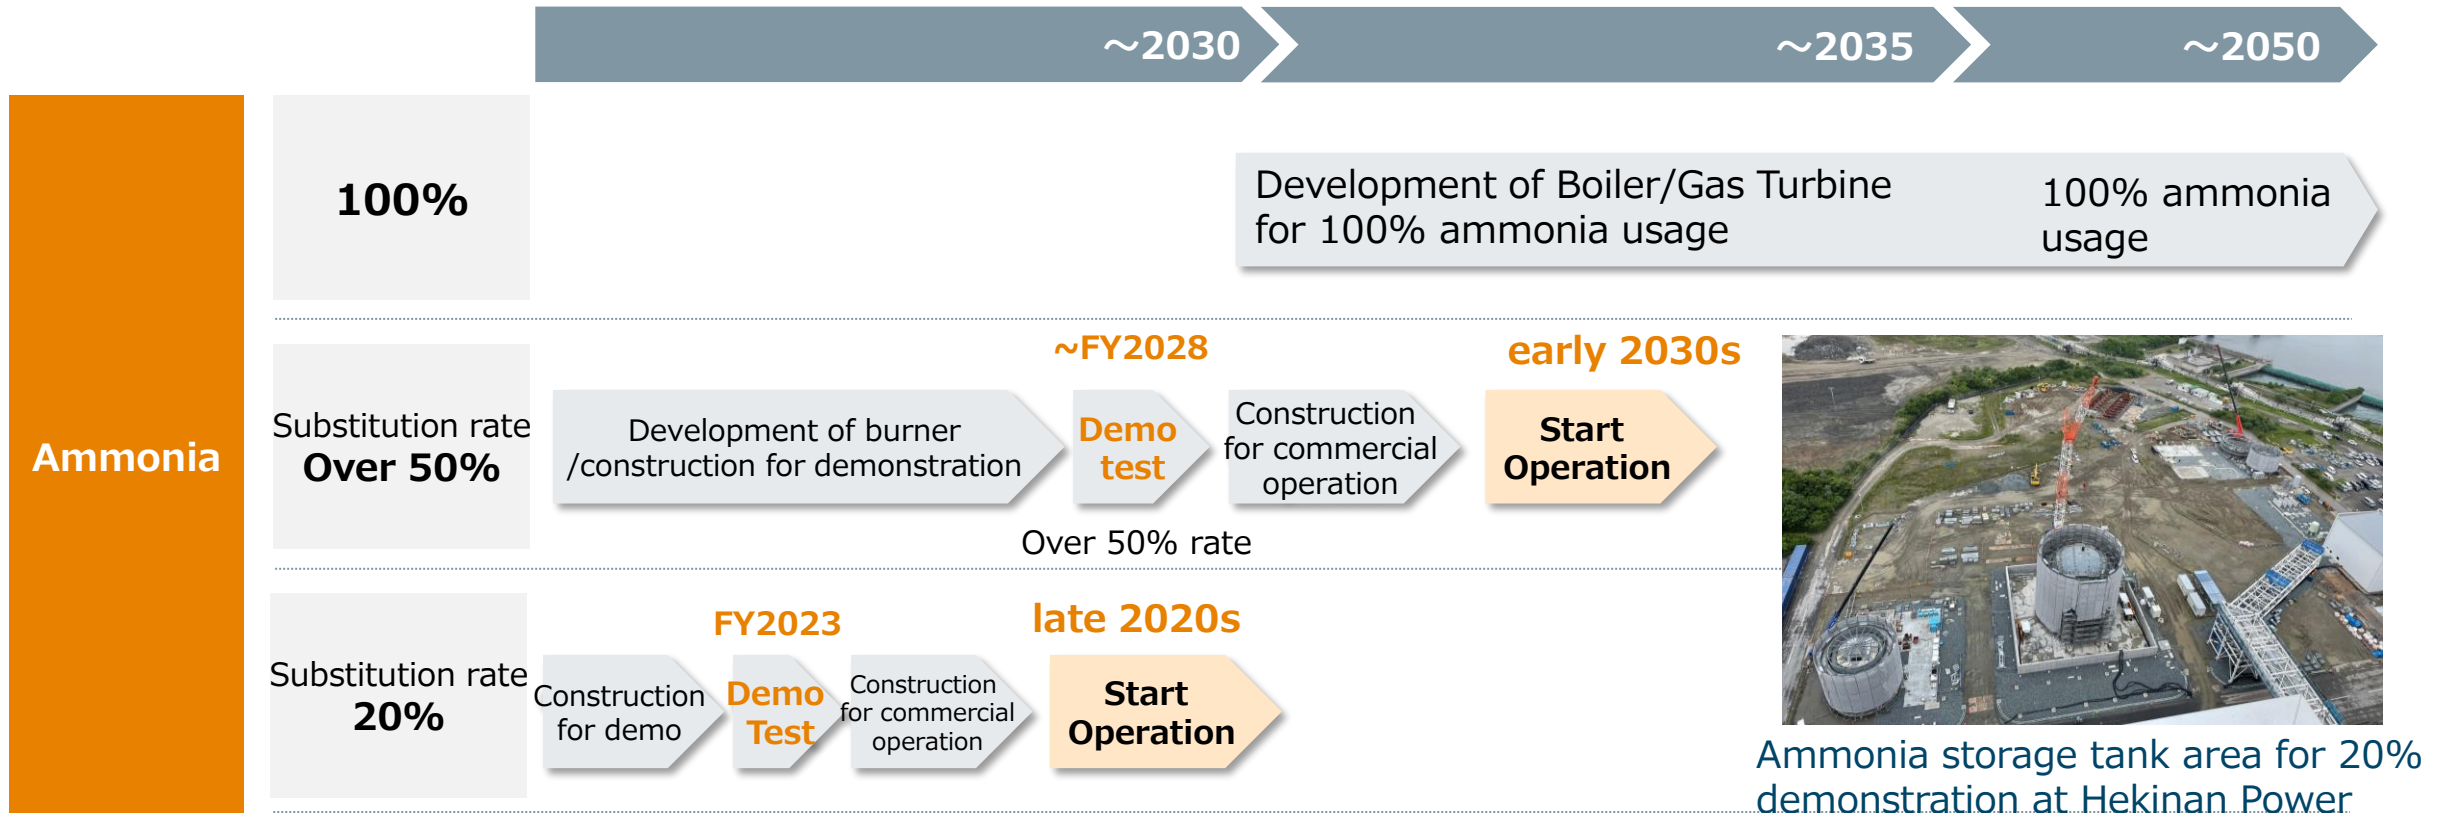 ～2030
～2035
～2050
Ammonia
100%
Development of Boiler/Gas Turbine
for 100% ammonia usage
100% ammonia
usage
Substitution rate
Over 50%
~FY2028
early 2030s
Development of burner
/construction for demonstration
Demo
test
Construction
for commercial
operation
Start
Operation
Over 50% rate
Substitution rate
20%
FY2023
late 2020s
Construction
for demo
Demo
Test
Construction
for commercial
operation
Start
Operation
Ammonia storage tank area for 20%
demonstration at Hekinan Power